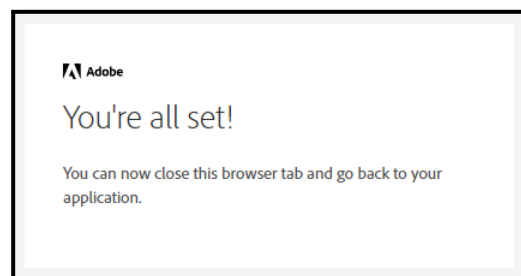 Adobe
You're all set!
You can now close this browser tab and go back to your
application.